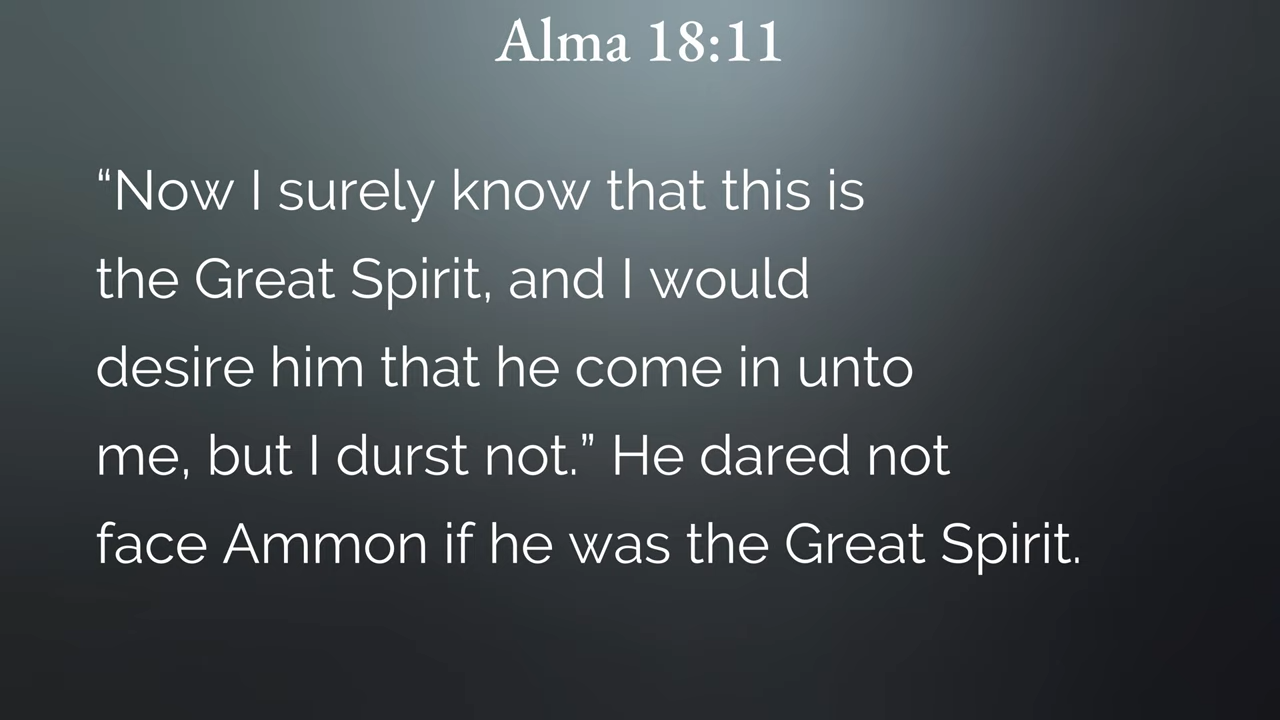 Alma 18:11
“Now I surely know that this is
the Great Spirit, and I would
desire him that he come in unto
me, but I durst not.” He dared not
face Ammon if he was the Great Spirit.